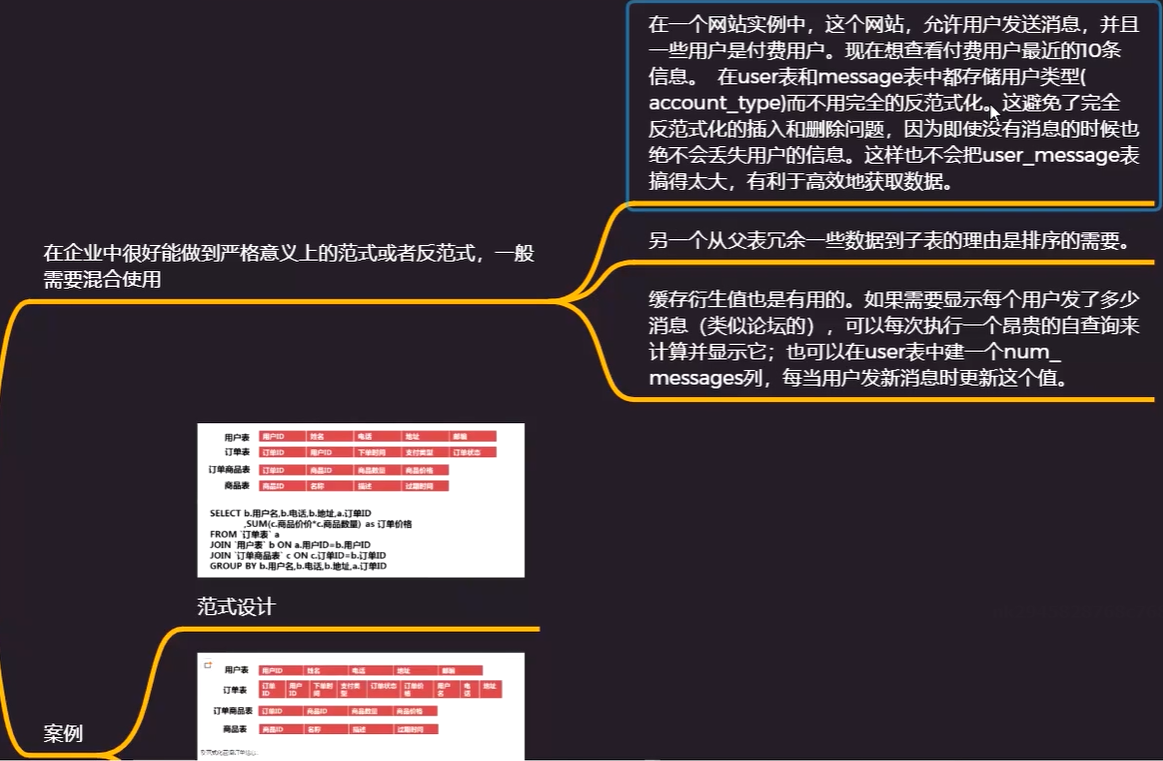 在一个网站实例中，这个网站，允许用户发送消息，并且
一些用户是付费用户。现在想查看付费用户最近的10条
信息。 在user表和message表中都存储用户类型(
account_type)而不用完全的反范式化。这避免了完全
反范式化的插入和删除问题，因为即使没有消息的时候也
绝不会丢失用户的信息。这样也不会把user_message表
搞得太大，有利于高效地获取数据。
在企业中很好能做到严格意义上的范式或者反范式，一般
需要混合使用
另一个从父表冗余一些数据到子表的理由是排序的需要。
缓存衍生值也是有用的。如果需要显示每个用户发了多少
消息（类似论坛的），可以每次执行一个昂贵的自查询来
计算并显示它；也可以在user表中建一个num_
messages列，每当用户发新消息时更新这个值。
用户表 用户ID 姓名 电话 地址 邮编
订单表 订单ID 用户ID 下单时间 支付类型 订单状态
订单商品表 订单ID 商品ID 商品数量 商品价格
商品表 商品ID 名称 描述 过期时间
SELECT b.用户名,b.电话,b.地址,a.订单ID
,SUM(c.商品价价*c.商品数量) as 订单价格
FROM `订单表` a
JOIN `用户表` b ON a.用户ID=b.用户ID
JOIN `订单商品表` c ON c.订单ID=b.订单ID
GROUP BY b.用户名,b.电话,b.地址,a.订单ID
范式设计
用户表 用户ID 姓名 电话 地址 邮编
订单表 订单ID 用户ID 下单时间 支付类型 订单状态 订单价格 用户名 电话 地址
订单商品表 订单ID 商品ID 商品数量 商品价格
商品表 商品ID 名称 描述 过期时间
案例